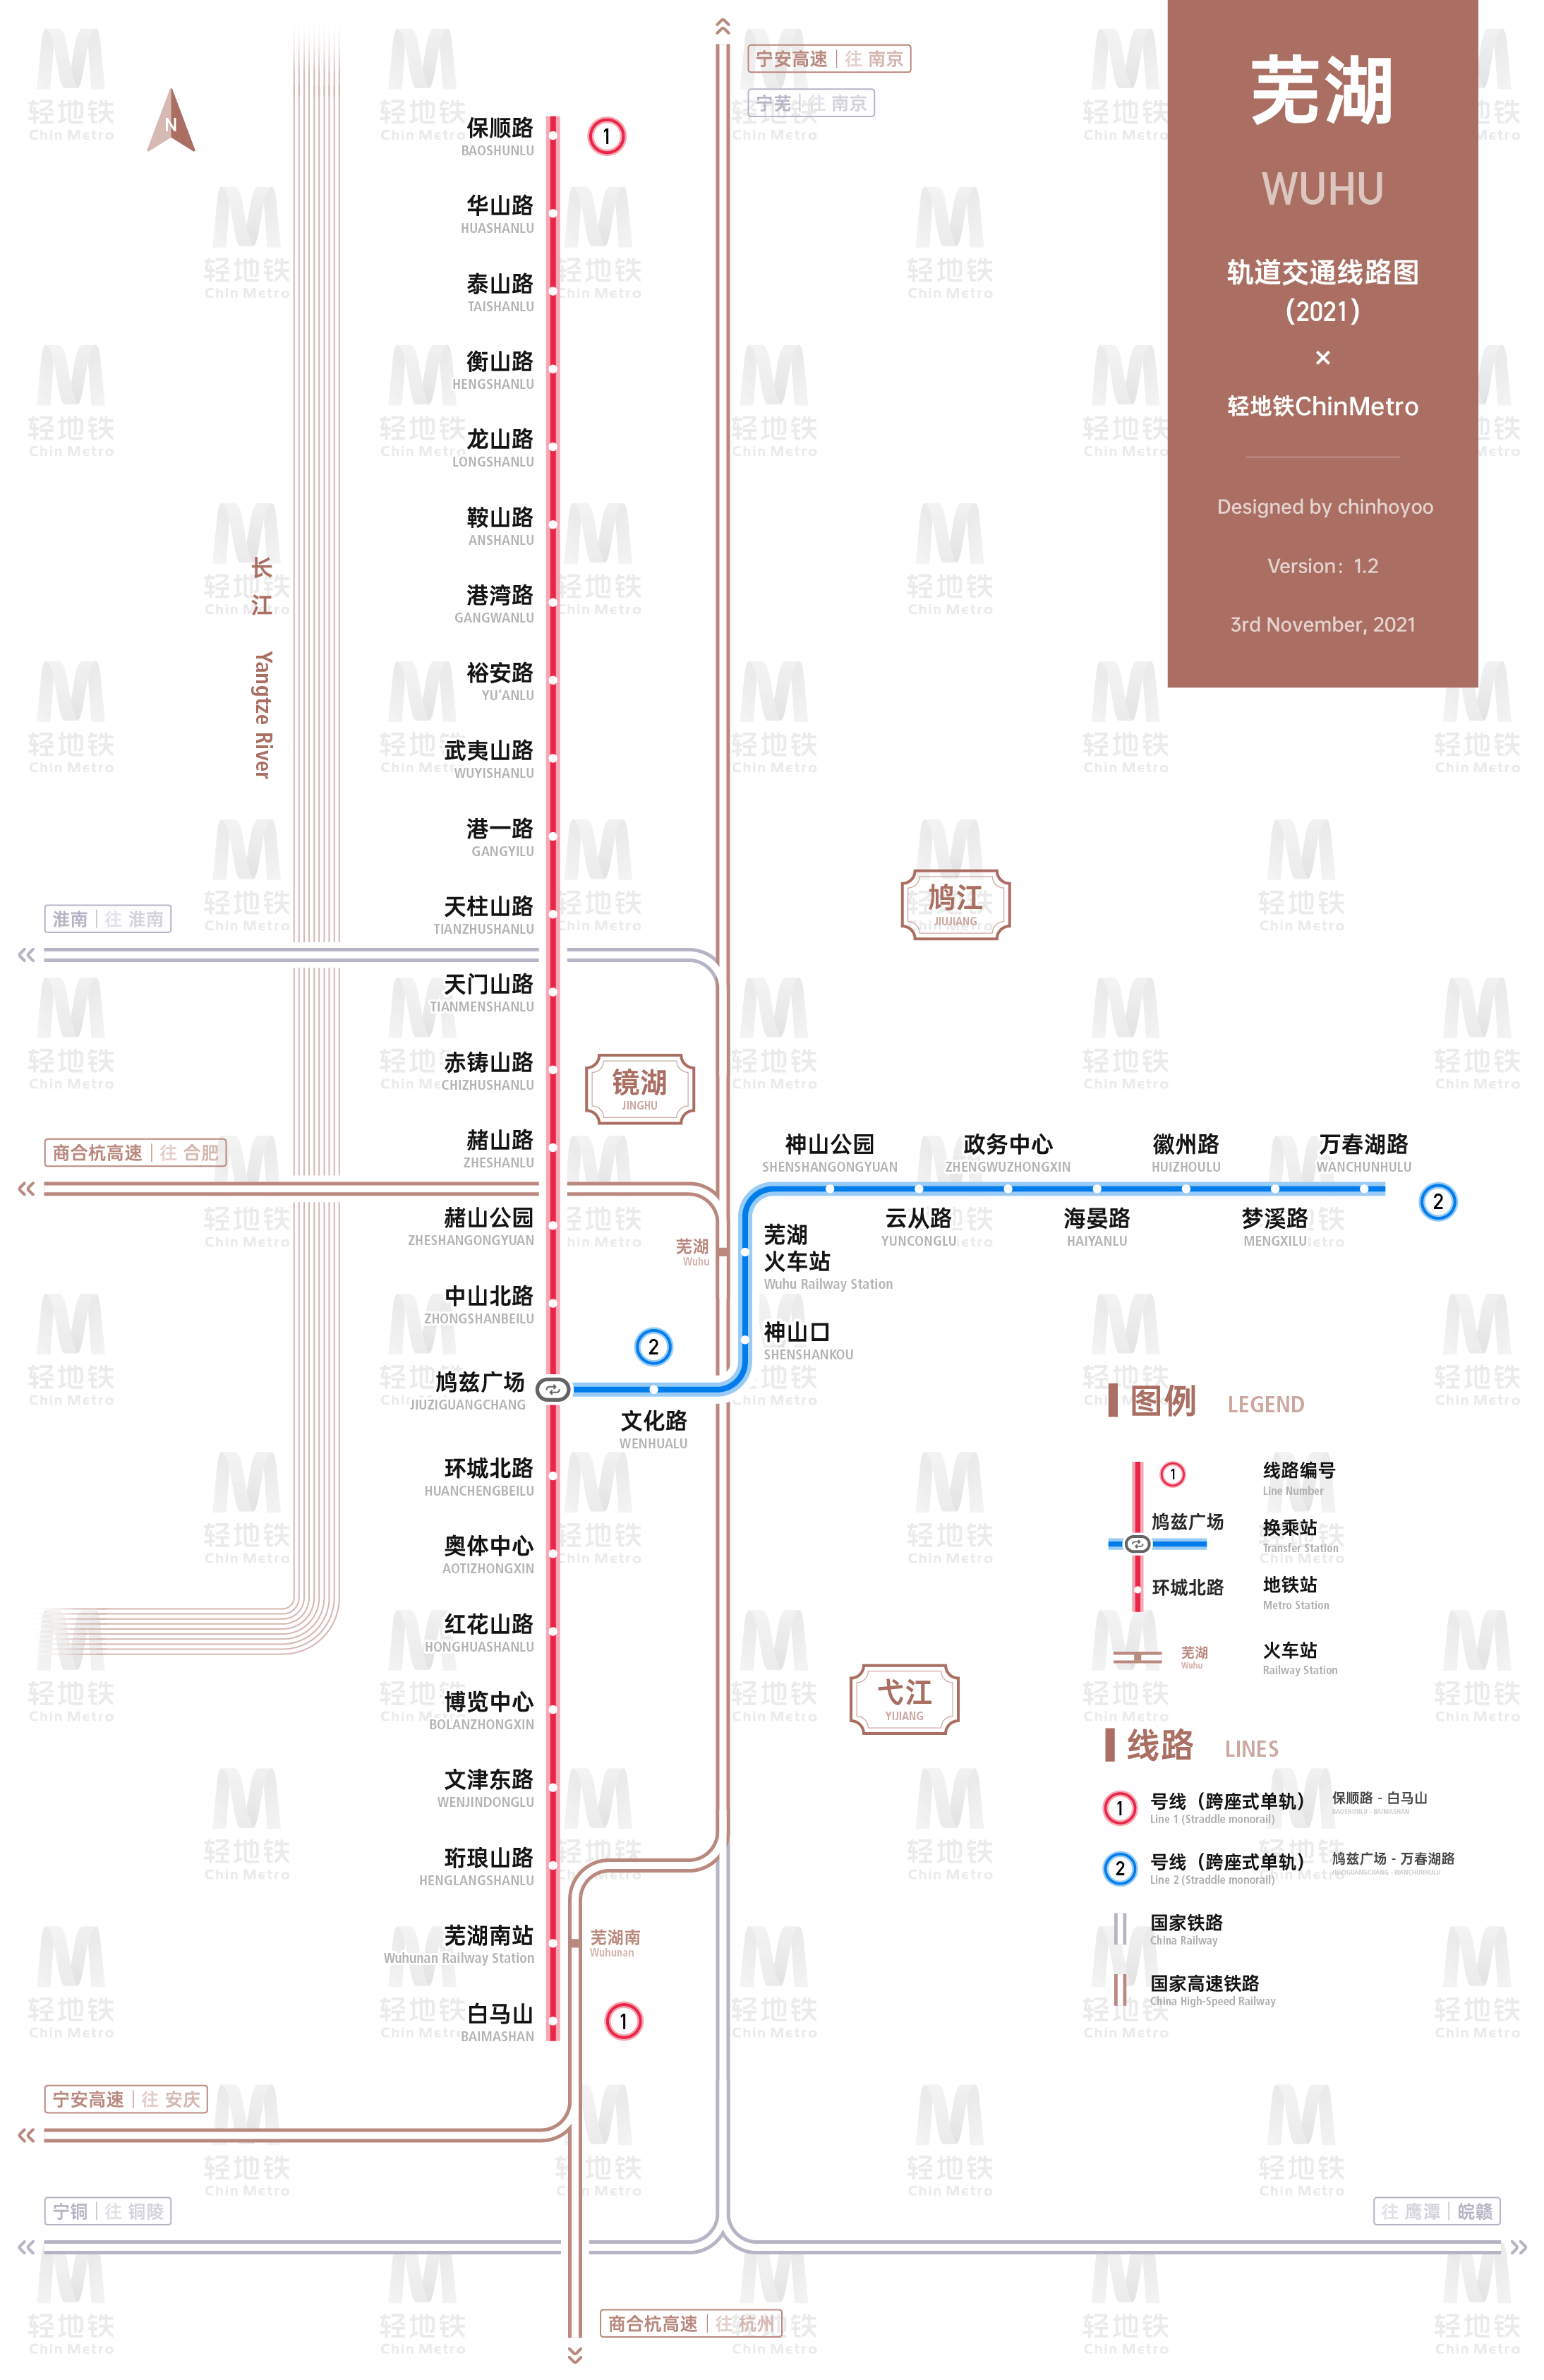 芜湖
WUHU
轨道交通线路图
(2021)
×
轻地铁ChinMetro
Designed by chinhoyoo
Version: 1.2
3rd November, 2021
N
宁安高速 | 往 南京
宁芜 | 往 南京
1
保顺路
BAOSHUNLU
华山路
HUASHANLU
泰山路
TAISHANLU
衡山路
HENGSHANLU
龙山路
LONGSHANLU
鞍山路
ANSHANLU
港湾路
GANGWANLU
裕安路
YU'ANLU
武夷山路
WUYISHANLU
港一路
GANGYILU
天柱山路
TIANZHUSHANLU
天门山路
TIANMENSHANLU
赤铸山路
CHIZHUSHANLU
赭山路
ZHESHANLU
赭山公园
ZHESHANGONGYUAN
中山北路
ZHONGSHANBEILU
鸠兹广场
JIUZIGUANGCHANG
环城北路
HUANCHENGBEILU
奥体中心
AOTIZHONGXIN
红花山路
HONGHUASHANLU
博览中心
BOLANZHONGXIN
文津东路
WENJINDONGLU
珩琅山路
HENGLANGSHANLU
芜湖南站
Wuhunan Railway Station
白马山
BAIMASHAN
1
长江 Yangtze River
淮南 | 往 淮南
商合杭高速 | 往 合肥
鸠江
JIUJIANG
镜湖
JINGHU
弋江
YIJIANG
芜湖
Wuhu
芜湖南
Wuhunan
2
文化路
WENHUALU
神山口
SHENSHANKOU
芜湖
火车站
Wuhu Railway Station
神山公园
SHENSHANGONGYUAN
云从路
YUNCONGLU
政务中心
ZHENGWUZHONGXIN
海晏路
HAIYANLU
徽州路
HUIZHOULU
梦溪路
MENGXILU
万春湖路
WANCHUNHULU
2
图例 LEGEND
1
线路编号
Line Number
鸠兹广场
换乘站
Transfer Station
环城北路
地铁站
Metro Station
芜湖
Wuhu
火车站
Railway Station
线路 LINES
1 号线（跨座式单轨） 保顺路 - 白马山
Line 1 (Straddle monorail) BAOSHUNLU - BAIMASHAN
2 号线（跨座式单轨） 鸠兹广场 - 万春湖路
Line 2 (Straddle monorail) JIUZIGUANGCHANG - WANCHUNHULU
国家铁路
China Railway
国家高速铁路
China High-Speed Railway
宁安高速 | 往 安庆
宁铜 | 往 铜陵
往 鹰潭 | 皖赣
商合杭高速 | 往 杭州
轻地铁
Chin Metro